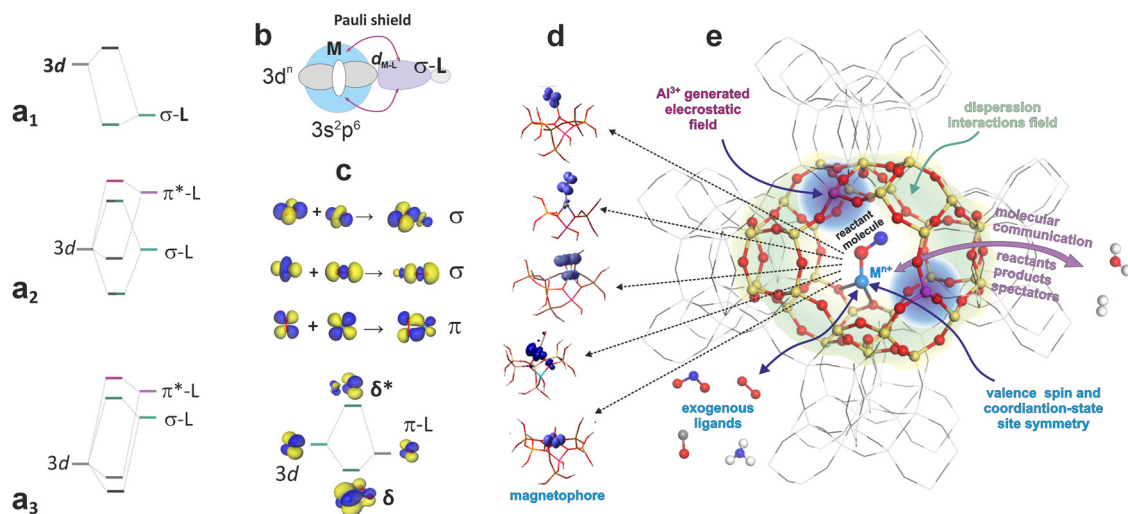 a1
3d
σ-L
a2
π*-L
3d
σ-L
a3
π*-L
σ-L
3d
b
Pauli shield
M
3dⁿ
dM-L
σ-L
3s²p⁶
c
+ → σ
+ → σ
+ → π
δ*
π-L
3d
δ
d
magnetophore
e
Al³⁺ generated
elecrostatic
field
disperssion
interactions field
reactant
molecule
Mⁿ⁺
molecular
communication
reactants
products
spectators
exogenous
ligands
valence spin and
coordiantion-state
site symmetry